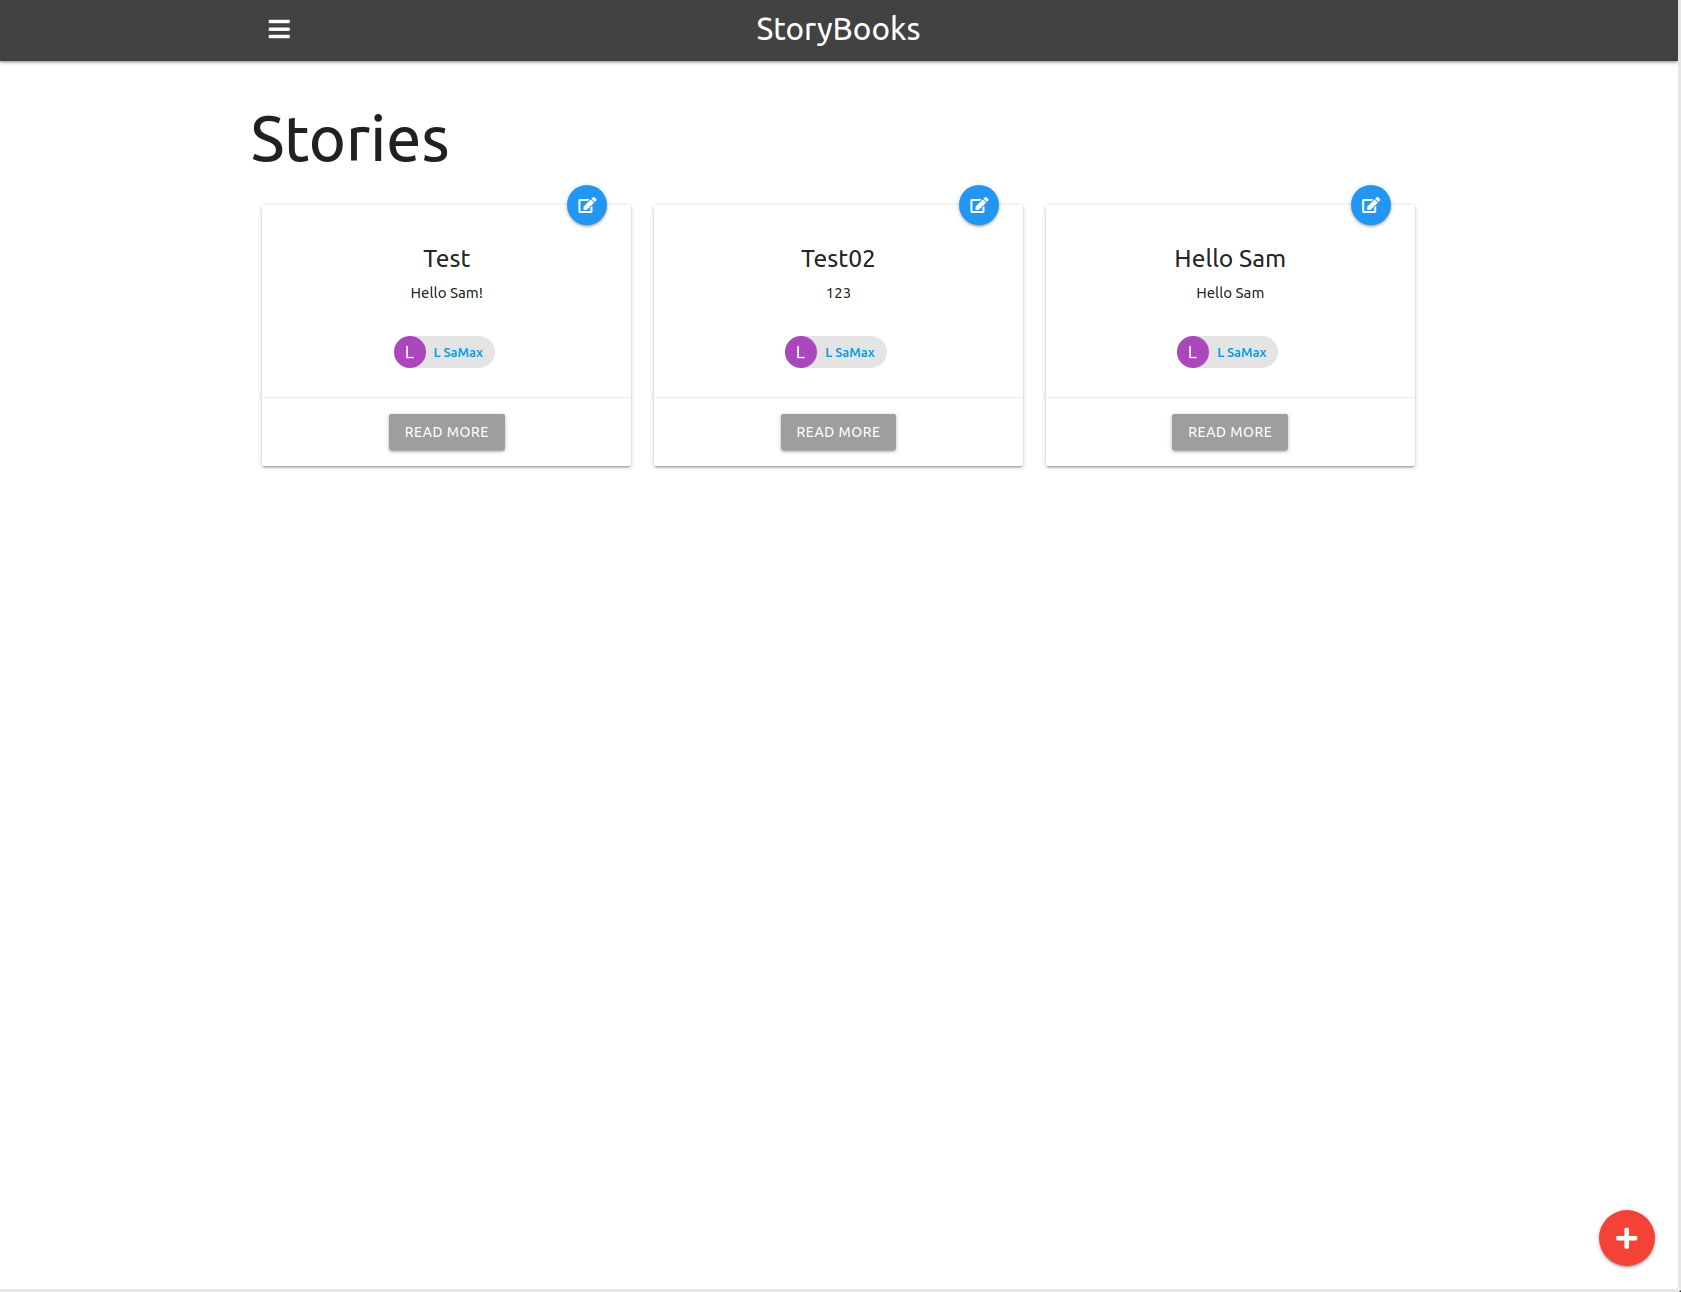 StoryBooks
Stories
Test
Hello Sam!
L
L SaMax
READ MORE
Test02
123
L
L SaMax
READ MORE
Hello Sam
Hello Sam
L
L SaMax
READ MORE